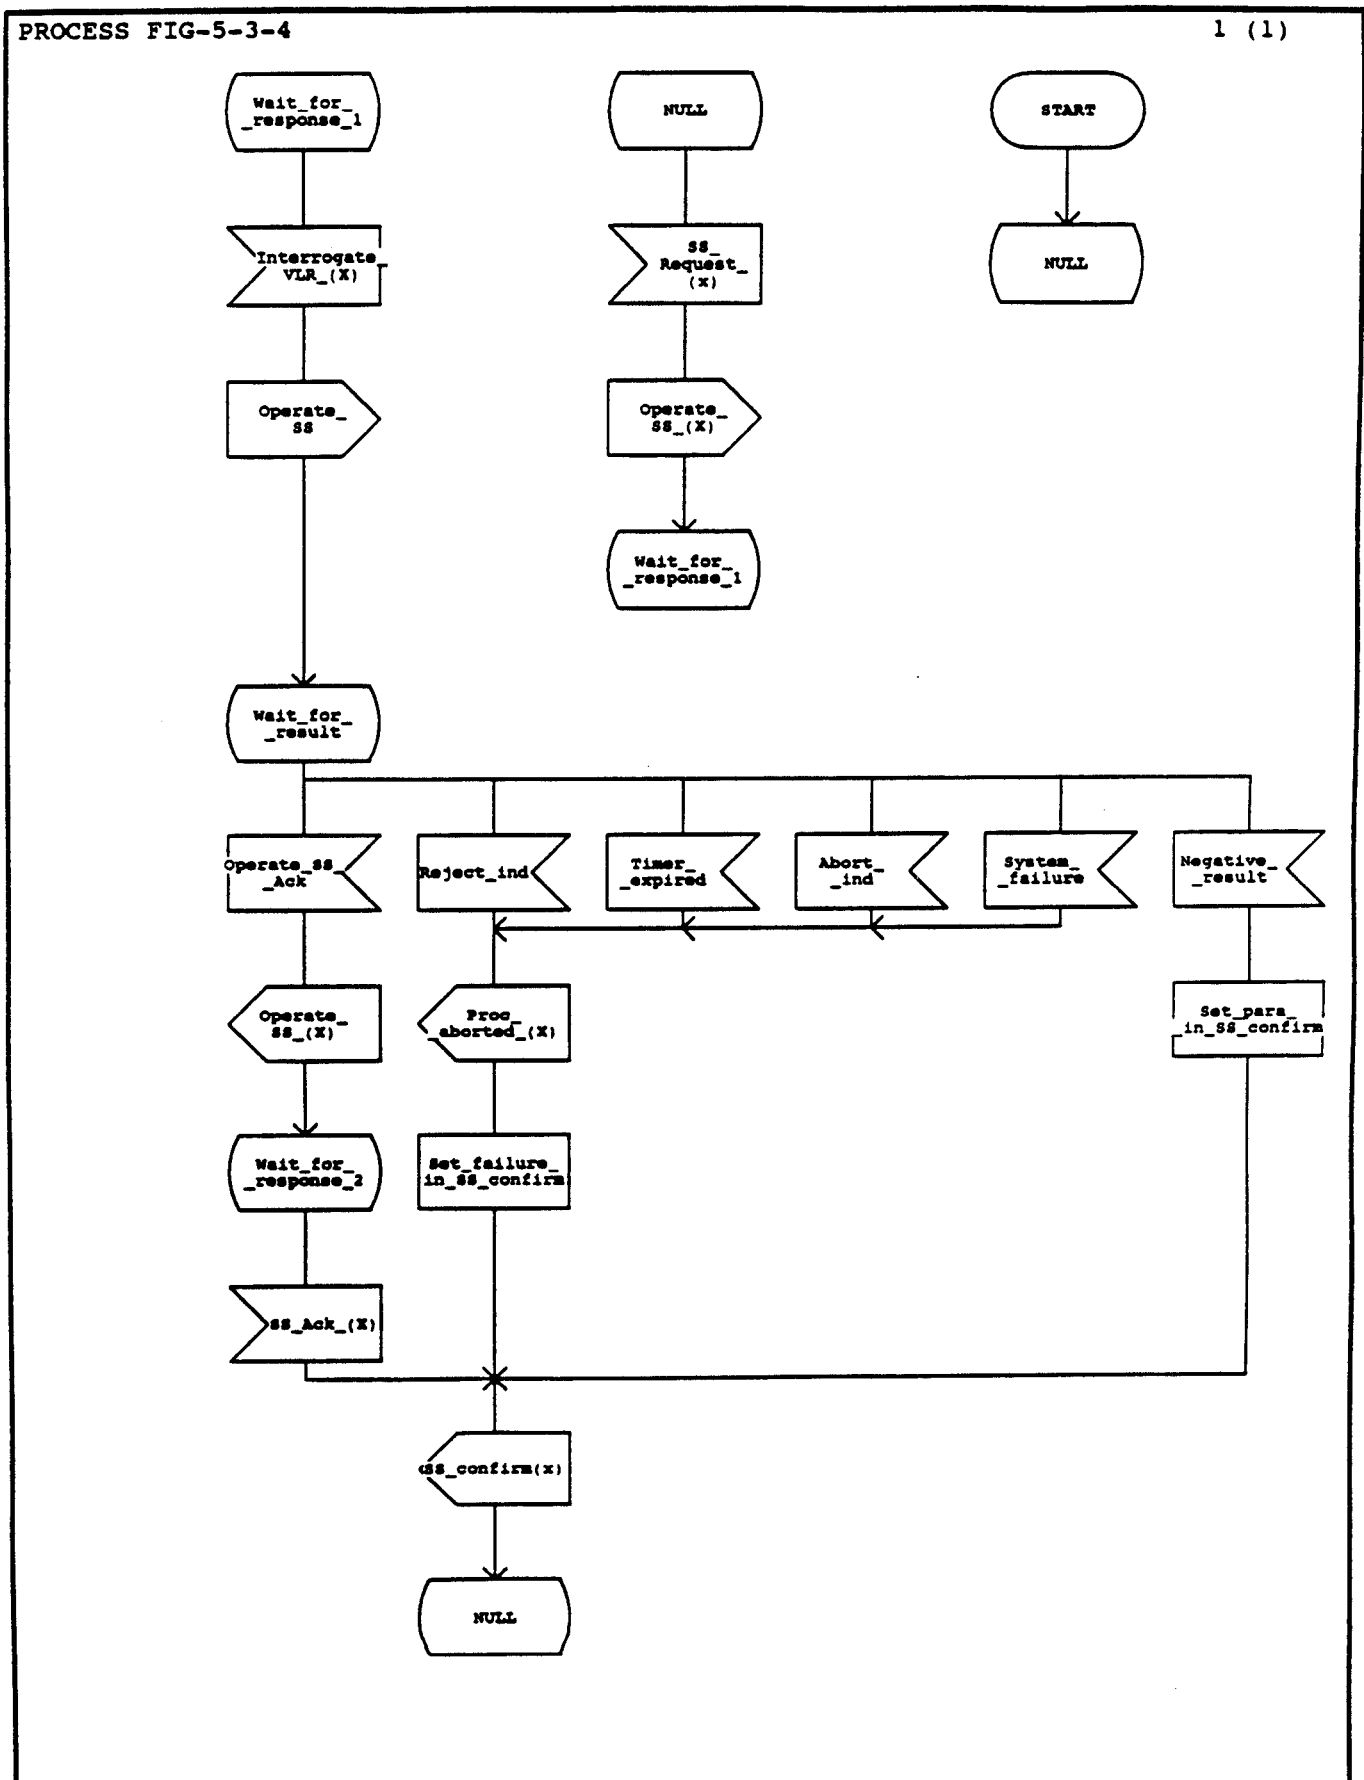 PROCESS FIG-5-3-4
1 (1)
Wait_for_
_response_1
NULL
START
Interrogate_
VLR_(X)
SS_
Request_
(x)
NULL
Operate_
SS
Operate_
SS_(X)
Wait_for_
_response_1
Wait_for_
_result
Operate_SS_
_Ack
Reject_ind
Timer_
_expired
Abort_
_ind
System_
_failure
Negative_
_result
Operate_
SS_(X)
Proc_
_aborted_(X)
Set_para_
_in_SS_confirm
Wait_for_
_response_2
Set_failure_
in_SS_confirm
SS_Ack_(X)
SS_confirm(x)
NULL